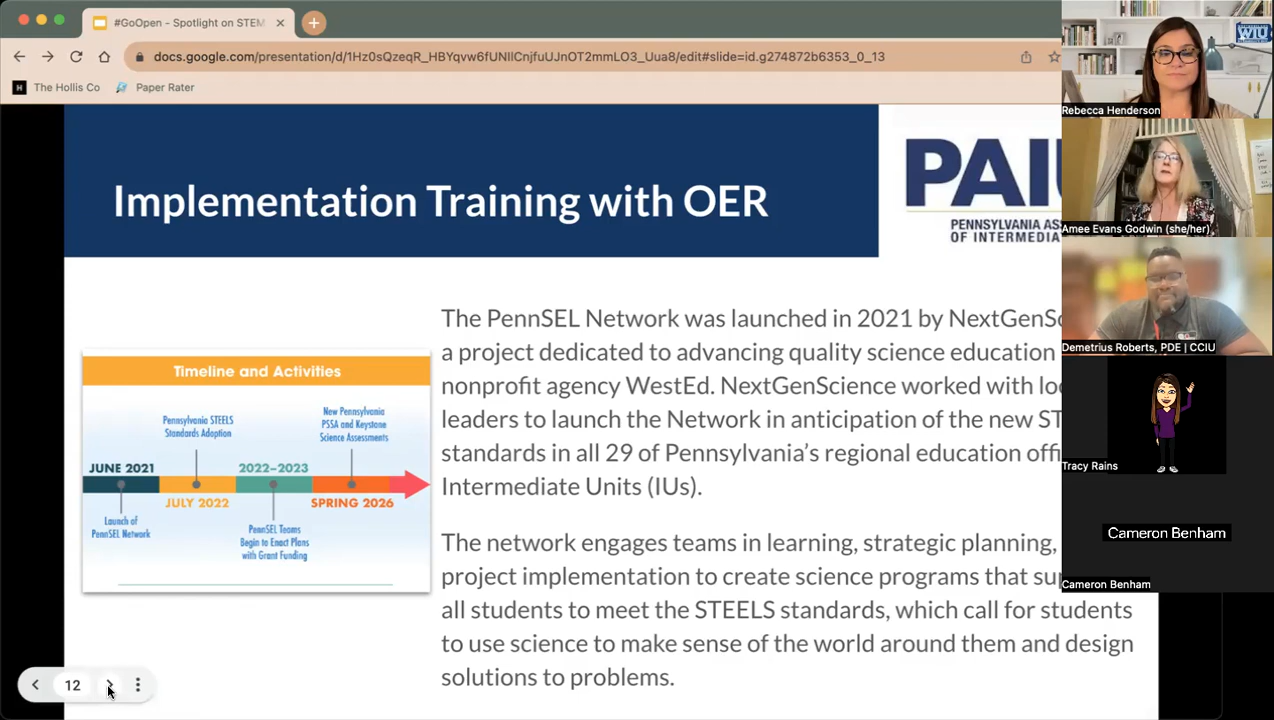 #GoOpen - Spotlight on STEM
docs.google.com/presentation/d/1Hz0sQzeqR_HBYqvw6fUNllCnjfuUJnOT2mmLO3_Uua8/edit#slide=id.g274872b6353_0_13
The Hollis Co
Paper Rater
Implementation Training with OER
PAIU
PENNSYLVANIA ASS
OF INTERMEDIA
The PennSEL Network was launched in 2021 by NextGenSc
a project dedicated to advancing quality science education
nonprofit agency WestEd. NextGenScience worked with loc
leaders to launch the Network in anticipation of the new ST
standards in all 29 of Pennsylvania’s regional education offi
Intermediate Units (IUs).
The network engages teams in learning, strategic planning,
project implementation to create science programs that su
all students to meet the STEELS standards, which call for students
to use science to make sense of the world around them and design
solutions to problems.
Timeline and Activities
Pennsylvania STEELS
Standards Adoption
New Pennsylvania
PSSA and Keystone
Science Assessments
JUNE 2021
2022–2023
JULY 2022
SPRING 2026
Launch of
PennSEL Network
PennSEL Teams
Begin to Enact Plans
with Grant Funding
12
WIU
Rebecca Henderson
Amee Evans Godwin (she/her)
Demetrius Roberts, PDE | CCIU
Tracy Rains
Cameron Benham
Cameron Benham